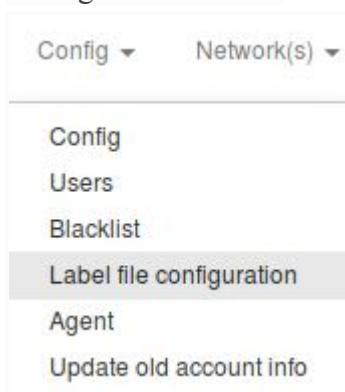 Config Network(s)
Config
Users
Blacklist
Label file configuration
Agent
Update old account info